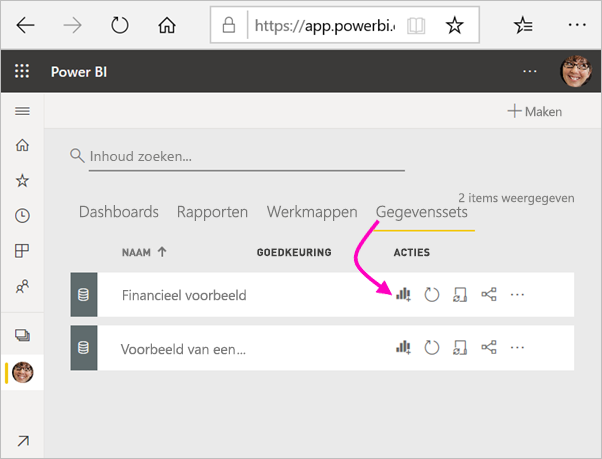 https://app.powerbi.
Power BI
Maken
Inhoud zoeken...
2 items weergegeven
Dashboards Rapporten Werkmappen Gegevenssets
NAAM GOEDKEURING ACTIES
Financieel voorbeeld
Voorbeeld van een...